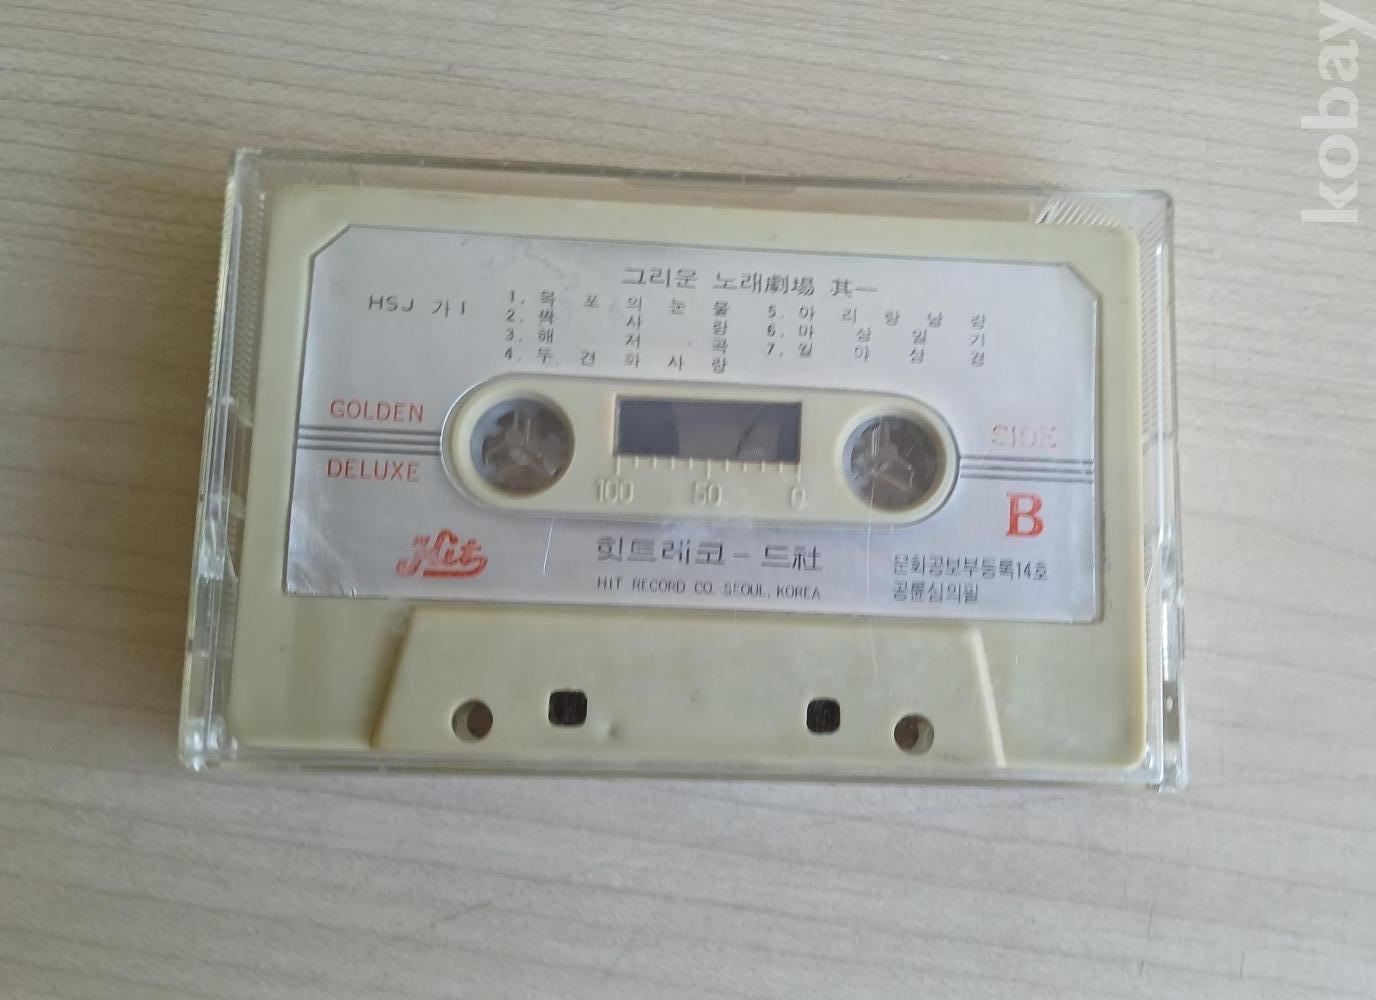 kobay
그리운 노래劇場 其一
HSJ 가 1
1. 목포의눈물
2. 짝사랑
3. 해저곡
4. 두견화사랑
5. 아리랑낭랑
6. 마상일기
7. 월야삼경
GOLDEN
DELUXE
100 50 0
SIDE
B
Hit
힛트레코-드社
HIT RECORD CO. SEOUL, KOREA
문화공보부등록14호
공륜심의필